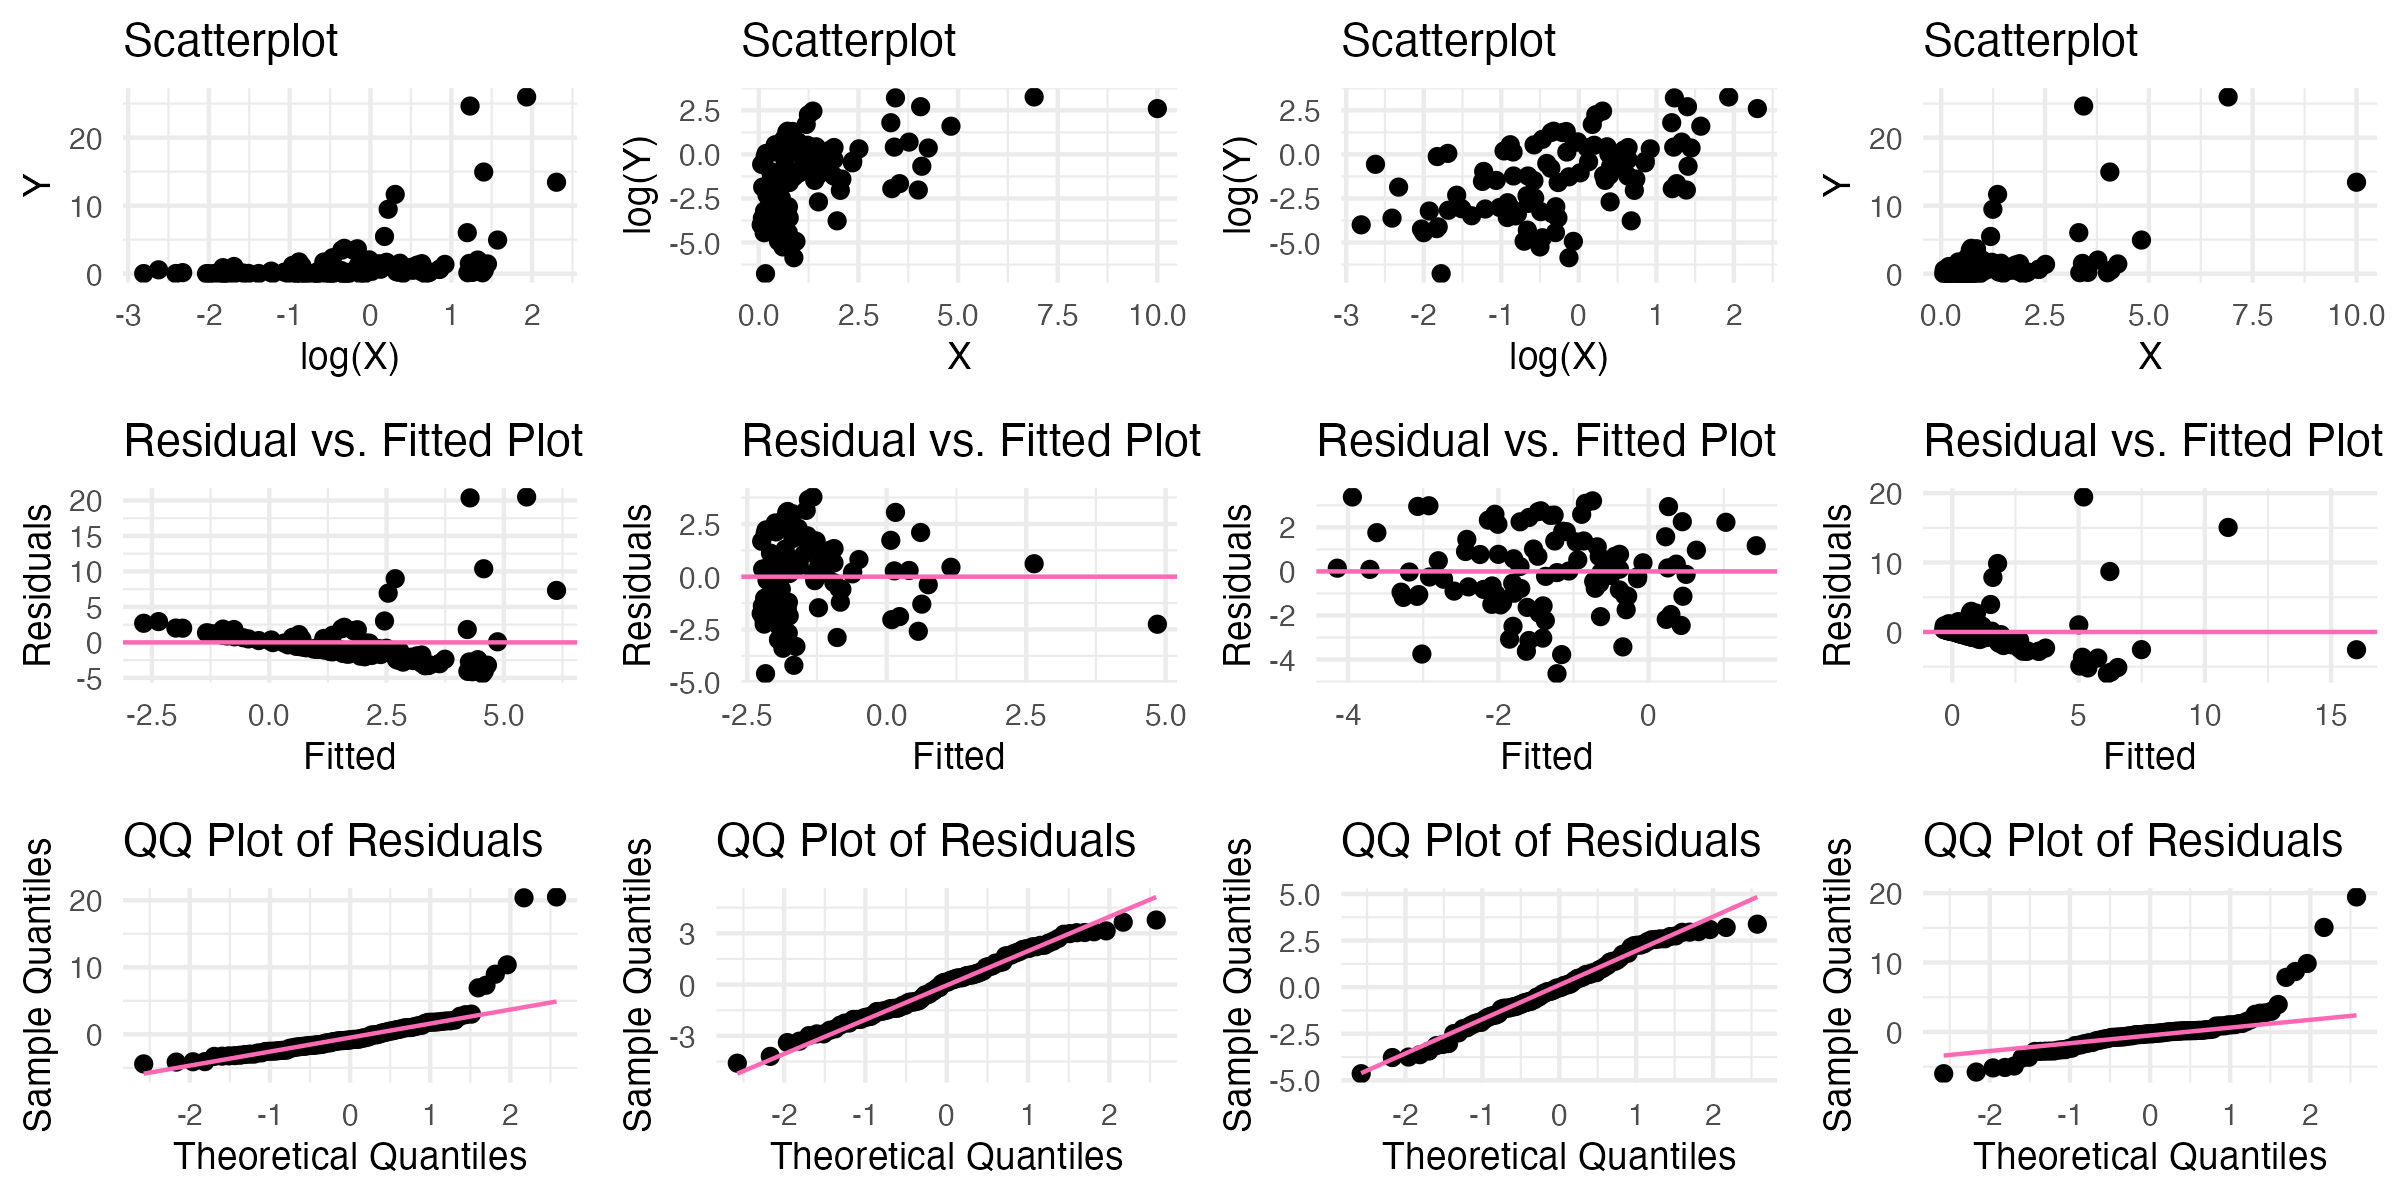 Scatterplot Scatterplot Scatterplot Scatterplot
Y
20
10
0
-3 -2 -1 0 1 2
log(X)
log(Y)
2.5
0.0
-2.5
-5.0
0.0 2.5 5.0 7.5 10.0
X
log(Y)
2.5
0.0
-2.5
-5.0
-3 -2 -1 0 1 2
log(X)
Y
20
10
0
0.0 2.5 5.0 7.5 10.0
X
Residual vs. Fitted Plot Residual vs. Fitted Plot Residual vs. Fitted Plot Residual vs. Fitted Plot
Residuals
20
15
10
5
0
-5
-2.5 0.0 2.5 5.0
Fitted
Residuals
2.5
0.0
-2.5
-5.0
-2.5 0.0 2.5 5.0
Fitted
Residuals
2
0
-2
-4
-4 -2 0
Fitted
Residuals
20
10
0
0 5 10 15
Fitted
QQ Plot of Residuals QQ Plot of Residuals QQ Plot of Residuals QQ Plot of Residuals
Sample Quantiles
20
10
0
-2 -1 0 1 2
Theoretical Quantiles
Sample Quantiles
3
0
-3
-2 -1 0 1 2
Theoretical Quantiles
Sample Quantiles
5.0
2.5
0.0
-2.5
-5.0
-2 -1 0 1 2
Theoretical Quantiles
Sample Quantiles
20
10
0
-2 -1 0 1 2
Theoretical Quantiles